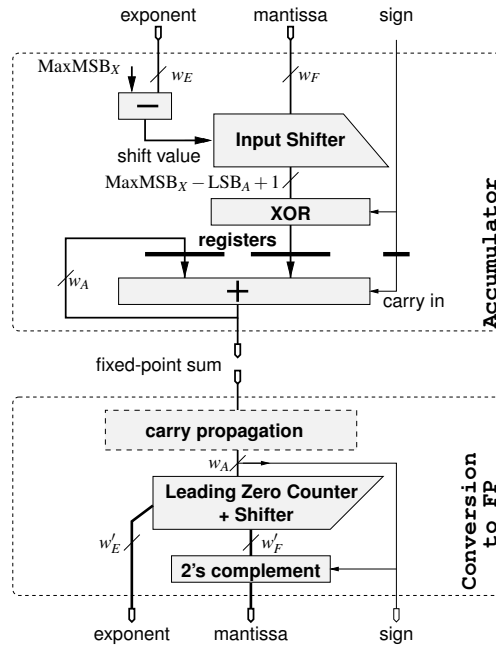 exponent mantissa sign
MaxMSB_X w_E w_F
−
Input Shifter
shift value
MaxMSB_X − LSB_A + 1
XOR
registers
w_A
+
carry in
Accumulator
fixed-point sum
carry propagation
w_A
Leading Zero Counter
+ Shifter
w'_E w'_F
2's complement
Conversion
to FP
exponent mantissa sign